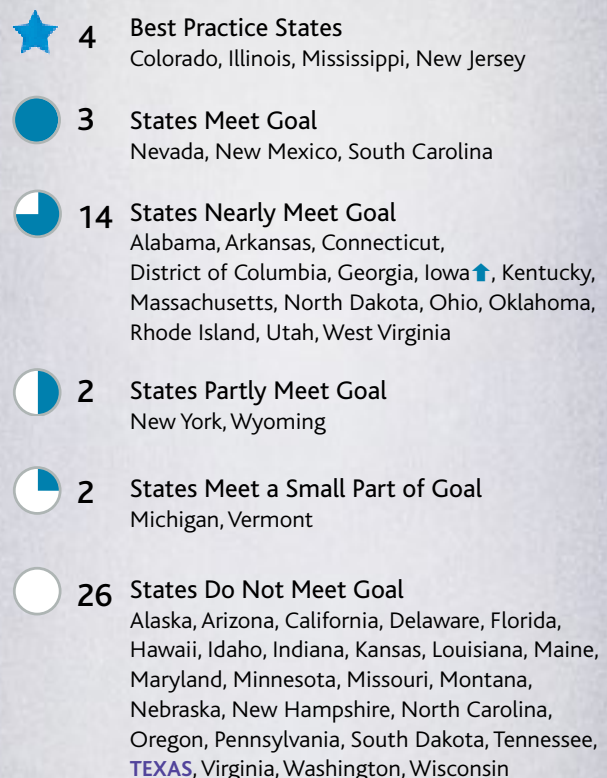 4 Best Practice States
Colorado, Illinois, Mississippi, New Jersey
3 States Meet Goal
Nevada, New Mexico, South Carolina
14 States Nearly Meet Goal
Alabama, Arkansas, Connecticut,
District of Columbia, Georgia, Iowa⬆, Kentucky,
Massachusetts, North Dakota, Ohio, Oklahoma,
Rhode Island, Utah, West Virginia
2 States Partly Meet Goal
New York, Wyoming
2 States Meet a Small Part of Goal
Michigan, Vermont
26 States Do Not Meet Goal
Alaska, Arizona, California, Delaware, Florida,
Hawaii, Idaho, Indiana, Kansas, Louisiana, Maine,
Maryland, Minnesota, Missouri, Montana,
Nebraska, New Hampshire, North Carolina,
Oregon, Pennsylvania, South Dakota, Tennessee,
TEXAS, Virginia, Washington, Wisconsin